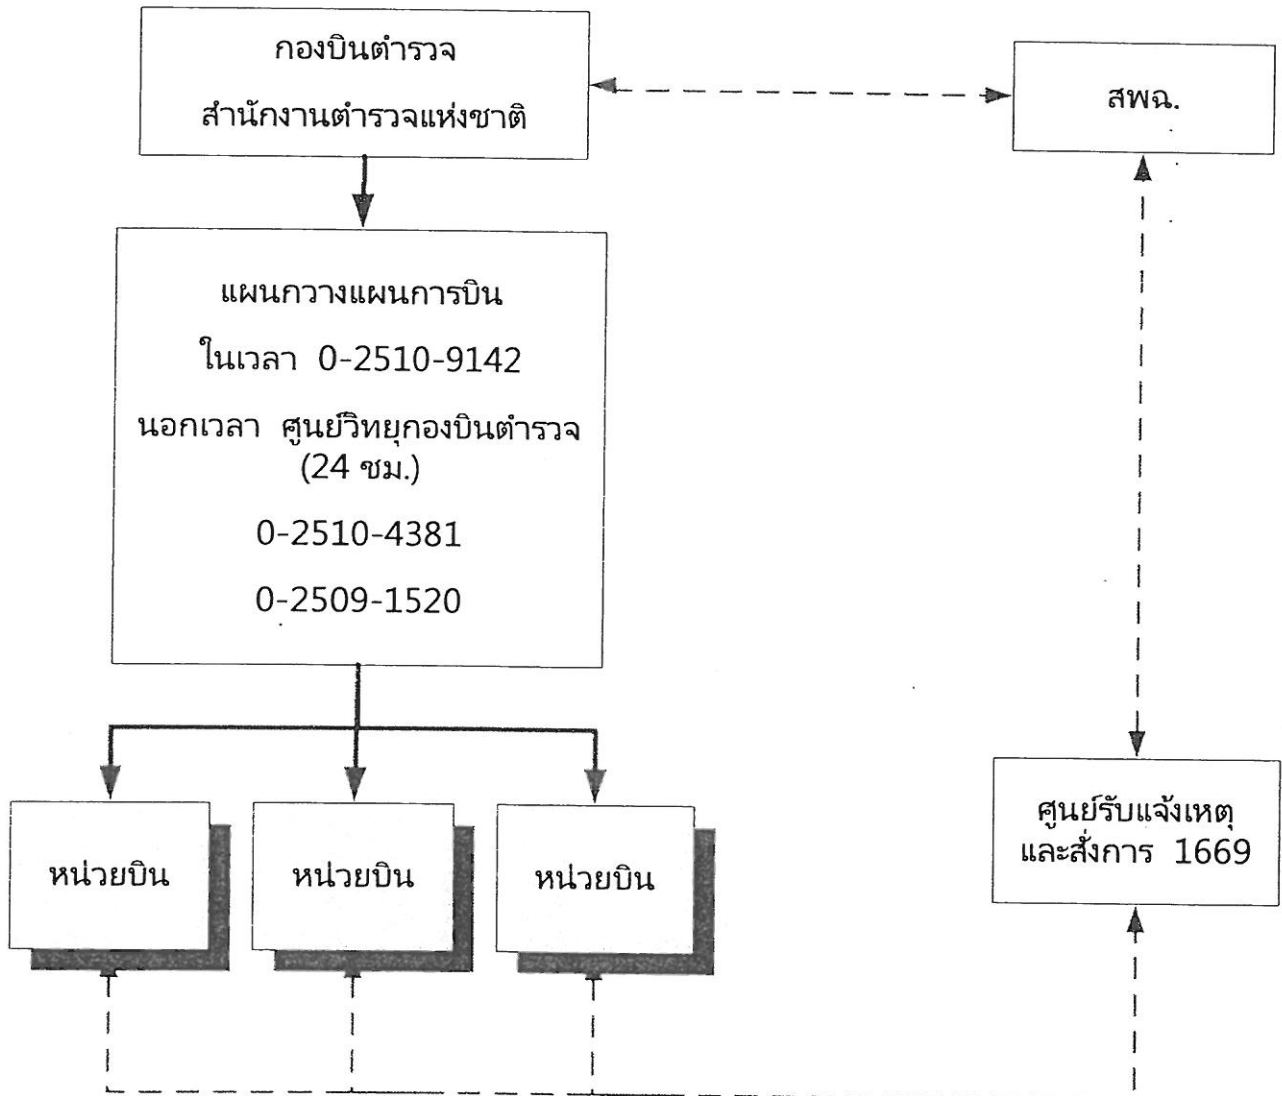 กองบินตำรวจ
สำนักงานตำรวจแห่งชาติ
สพฉ.
แผนกวางแผนการบิน
ในเวลา 0-2510-9142
นอกเวลา ศูนย์วิทยุกองบินตำรวจ
(24 ชม.)
0-2510-4381
0-2509-1520
หน่วยบิน
หน่วยบิน
หน่วยบิน
ศูนย์รับแจ้งเหตุ
และสั่งการ 1669